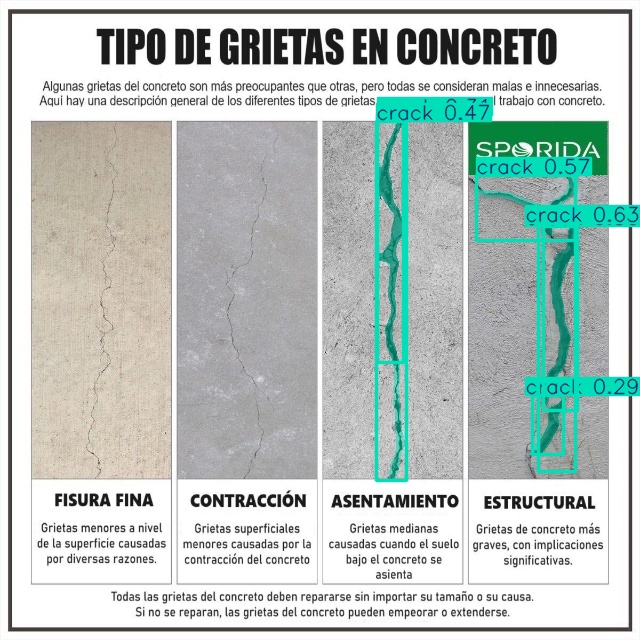 TIPO DE GRIETAS EN CONCRETO
Algunas grietas del concreto son más preocupantes que otras, pero todas se consideran malas e innecesarias.
Aquí hay una descripción general de los diferentes tipos de grietas l trabajo con concreto.
crack 0.47
SPORIDA
crack 0.57
crack 0.63
crack 0.29
FISURA FINA
Grietas menores a nivel
de la superficie causadas
por diversas razones.
CONTRACCIÓN
Grietas superficiales
menores causadas por la
contracción del concreto
ASENTAMIENTO
Grietas medianas
causadas cuando el suelo
bajo el concreto se
asienta
ESTRUCTURAL
Grietas de concreto más
graves, con implicaciones
significativas.
Todas las grietas del concreto deben repararse sin importar su tamaño o su causa.
Si no se reparan, las grietas del concreto pueden empeorar o extenderse.